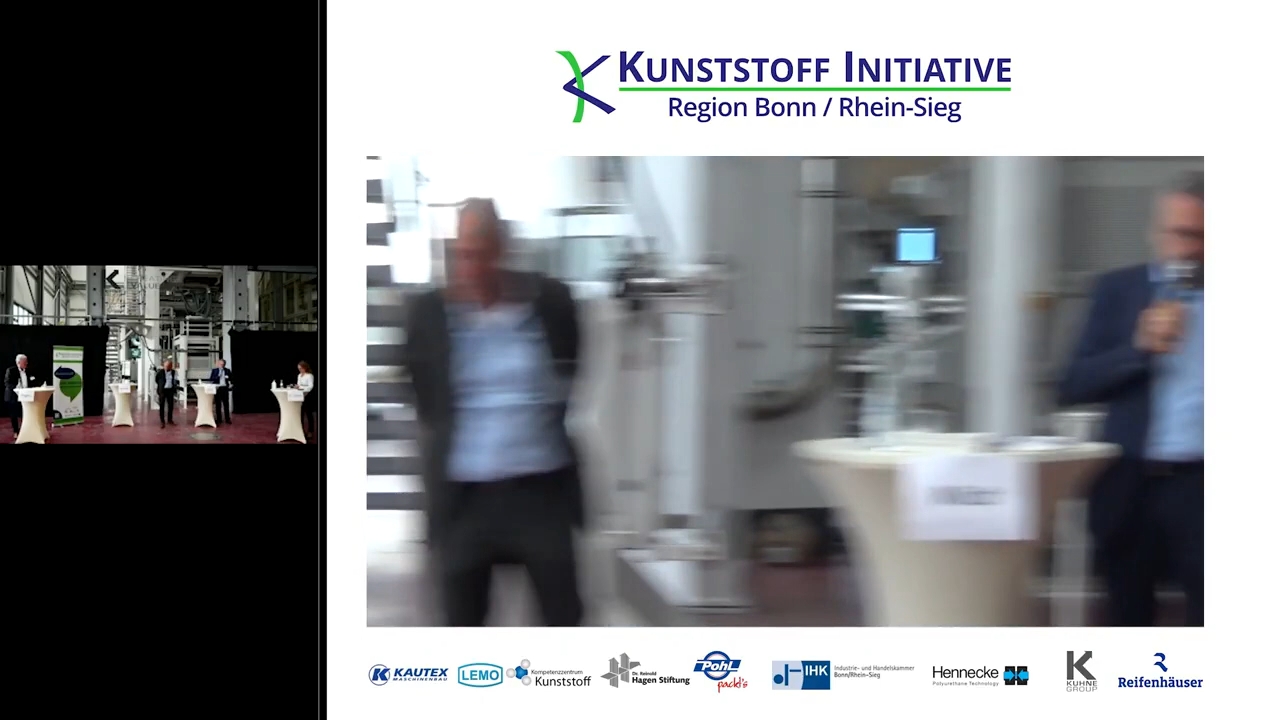 KUNSTSTOFF INITIATIVE
Region Bonn / Rhein-Sieg
KAUTEX
MASCHINENBAU
LEMO
Kompetenzzentrum
Kunststoff
Dr. Reinold
Hagen Stiftung
POHL
packt's
IHK
Industrie- und Handelskammer
Bonn/Rhein-Sieg
Hennecke
Polyurethane Technology
KUHNE
GROUP
Reifenhäuser